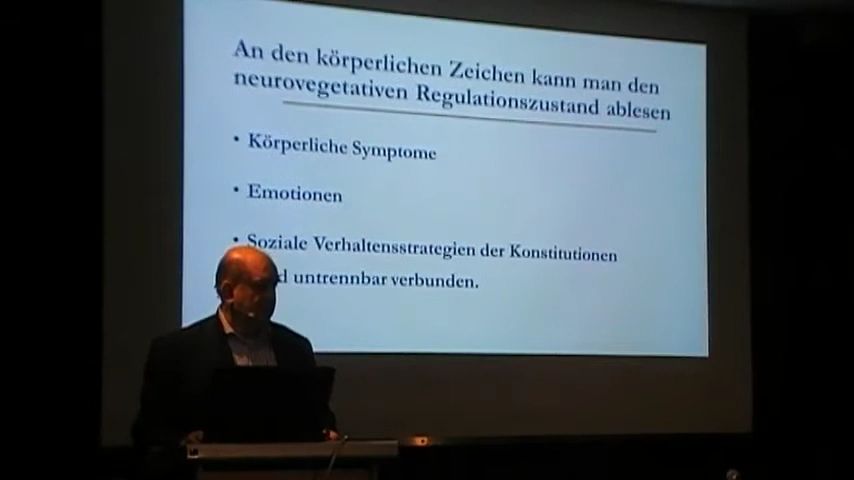 An den körperlichen Zeichen kann man den
neurovegetativen Regulationszustand ablesen
• Körperliche Symptome
• Emotionen
• Soziale Verhaltensstrategien der Konstitutionen
untrennbar verbunden.